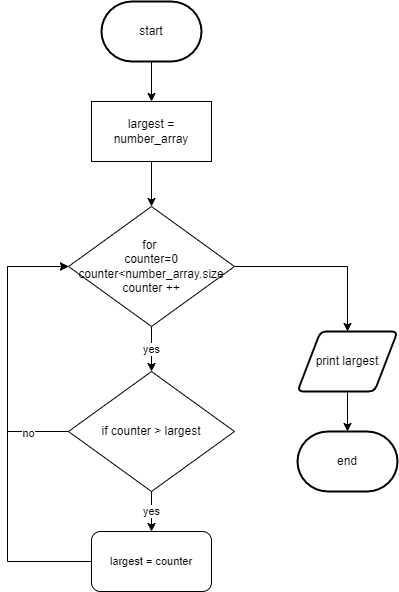 start
largest =
number_array
for
counter=0
counter<number_array.size
counter ++
yes
if counter > largest
no
yes
largest = counter
print largest
end